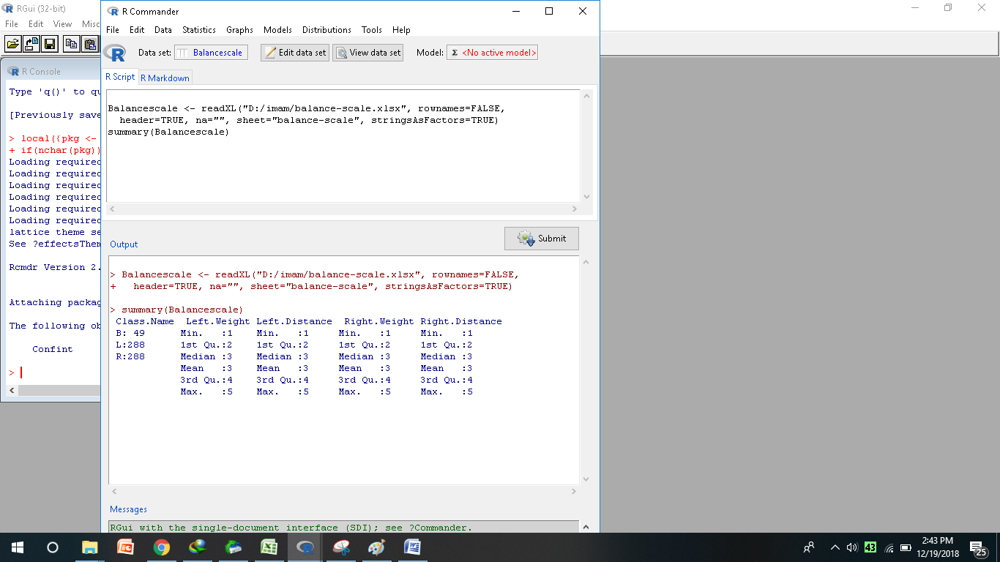 RGui (32-bit)
File Edit View Misc
R Console
Type 'q()' to qu
[Previously save
> local({pkg <-
+ if(nchar(pkg))
Loading required
Loading required
Loading required
Loading required
Loading required
Loading required
lattice theme se
See ?effectsThem
Rcmdr Version 2.
Attaching packag
The following ob
Confint
>
R Commander
File Edit Data Statistics Graphs Models Distributions Tools Help
Data set: Balancescale Edit data set View data set Model: Σ <No active model>
R Script R Markdown
Balancescale <- readXL("D:/imam/balance-scale.xlsx", rownames=FALSE,
  header=TRUE, na="", sheet="balance-scale", stringsAsFactors=TRUE)
summary(Balancescale)
Submit
Output
> Balancescale <- readXL("D:/imam/balance-scale.xlsx", rownames=FALSE,
+   header=TRUE, na="", sheet="balance-scale", stringsAsFactors=TRUE)
> summary(Balancescale)
Class.Name  Left.Weight Left.Distance  Right.Weight Right.Distance
B: 49      Min.   :1   Min.   :1     Min.   :1    Min.   :1
L:288      1st Qu.:2   1st Qu.:2     1st Qu.:2    1st Qu.:2
R:288      Median :3   Median :3     Median :3    Median :3
Mean   :3   Mean   :3     Mean   :3    Mean   :3
3rd Qu.:4   3rd Qu.:4     3rd Qu.:4    3rd Qu.:4
Max.   :5   Max.   :5     Max.   :5    Max.   :5
Messages
RGui with the single-document interface (SDI); see ?Commander.
43
2:43 PM
12/19/2018
25